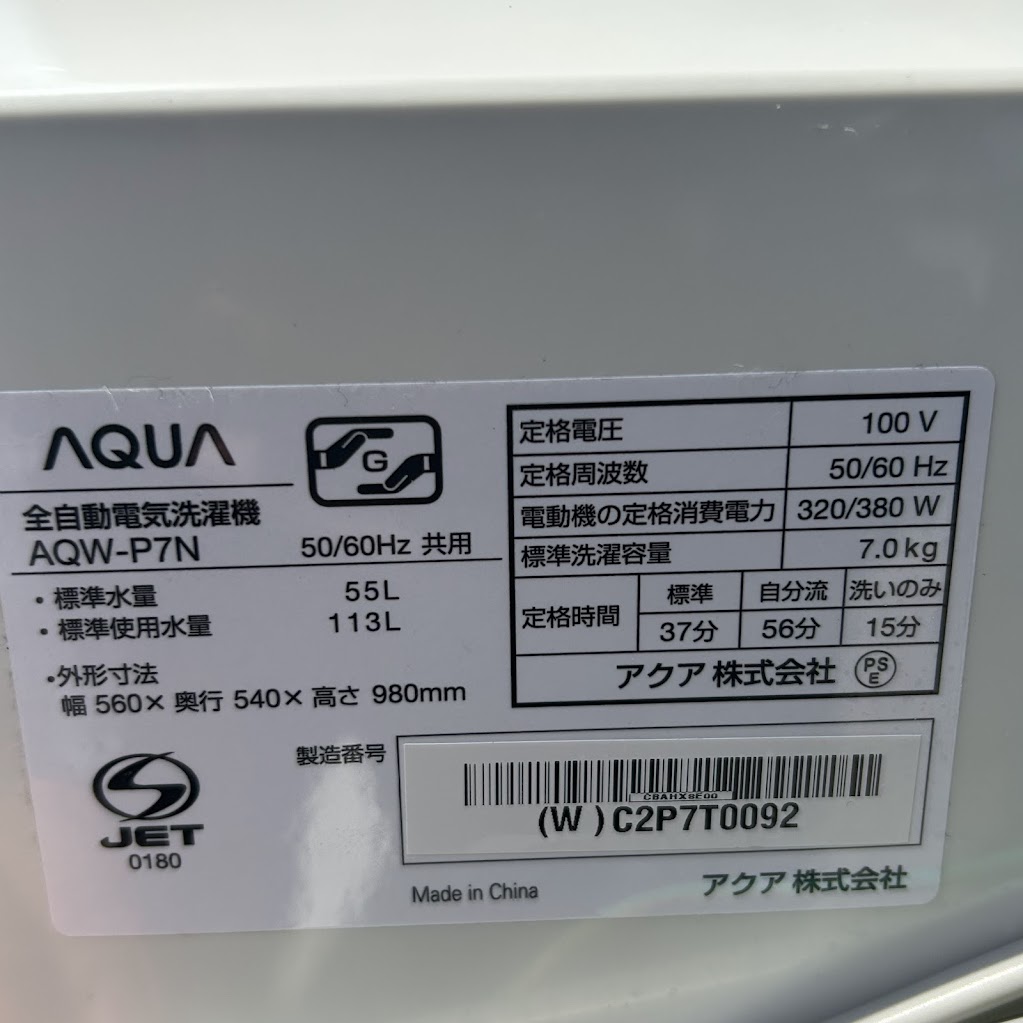 AQUA
G
全自動電気洗濯機
AQW-P7N
50/60Hz 共用
・標準水量 55L
・標準使用水量 113L
・外形寸法
幅 560× 奥行 540× 高さ 980mm
定格電圧 100 V
定格周波数 50/60 Hz
電動機の定格消費電力 320/380 W
標準洗濯容量 7.0 kg
定格時間 標準 自分流 洗いのみ
37分 56分 15分
アクア 株式会社 PSE
JET
0180
製造番号
CBAHX8E00
(W )C2P7T0092
Made in China
アクア 株式会社